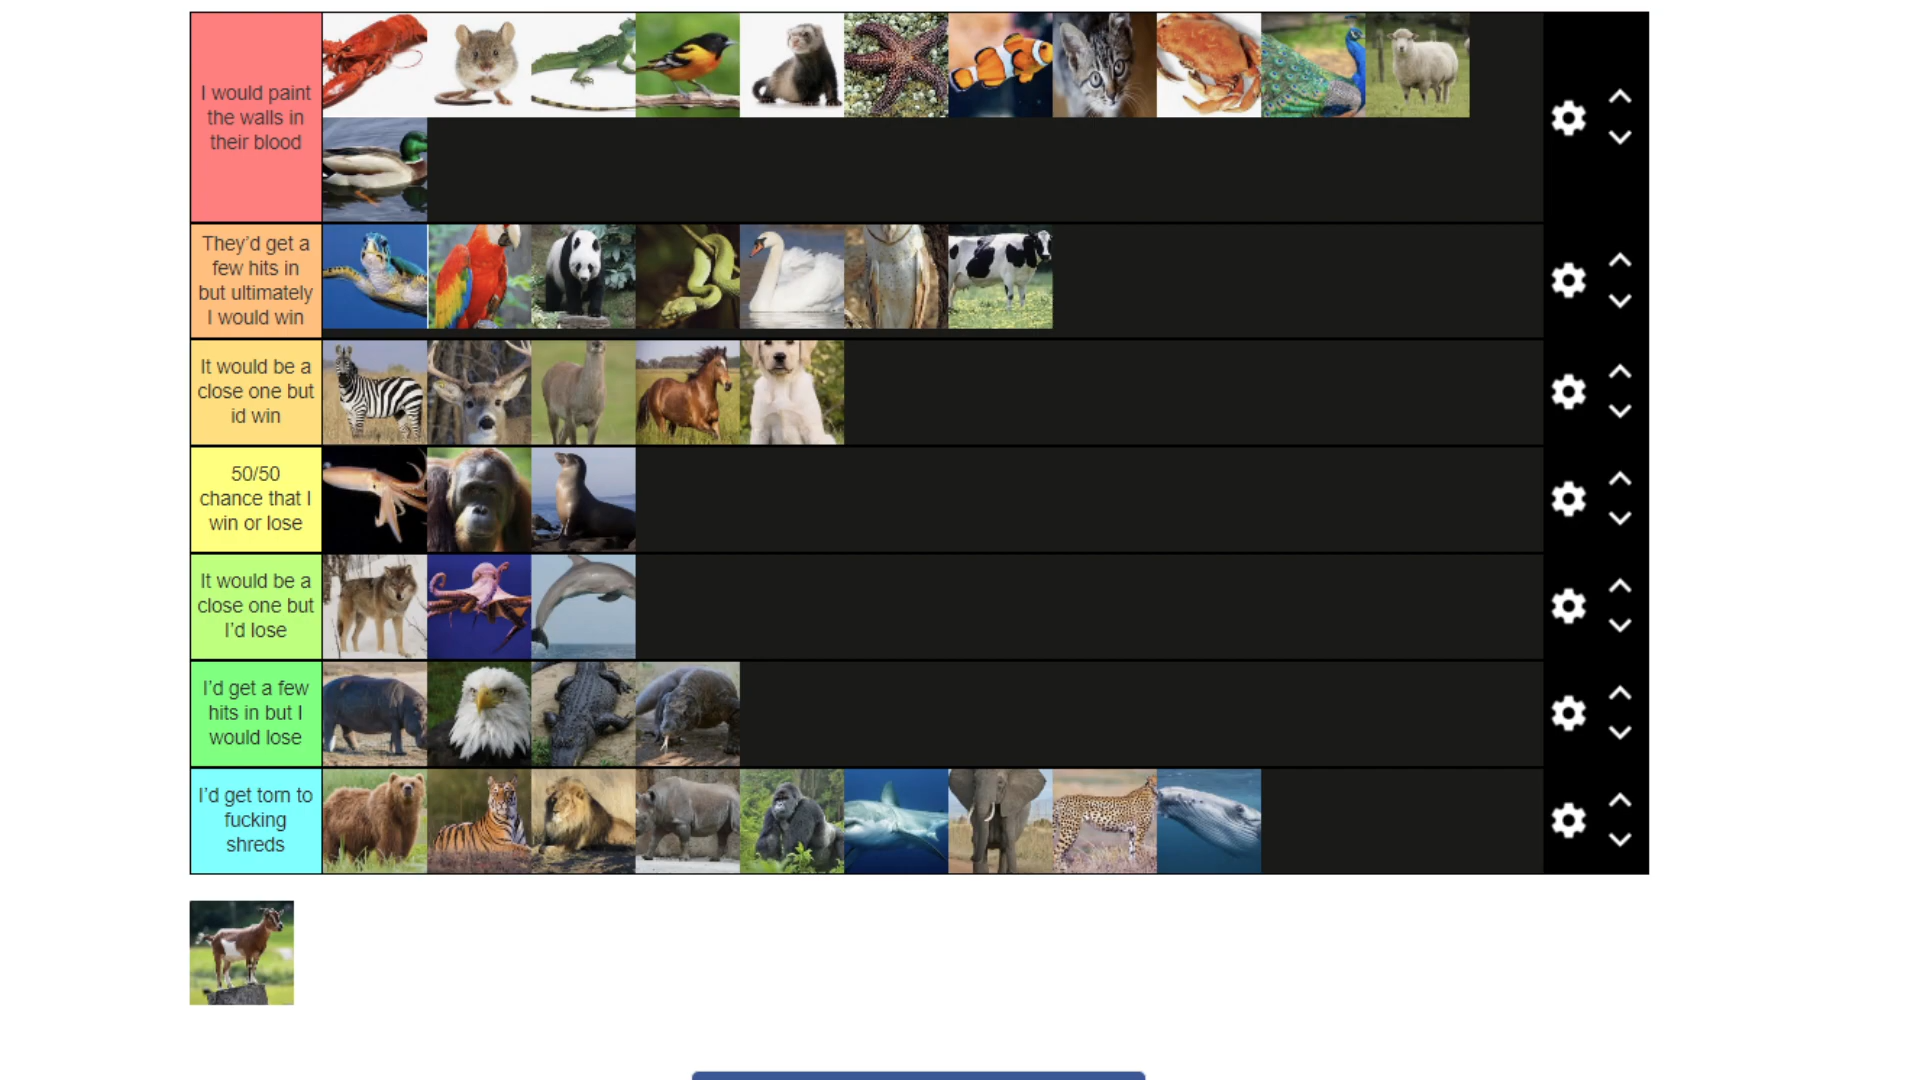 I would paint
the walls in
their blood
They’d get a
few hits in
but ultimately
I would win
It would be a
close one but
id win
50/50
chance that I
win or lose
It would be a
close one but
I’d lose
I’d get a few
hits in but I
would lose
I’d get torn to
fucking
shreds